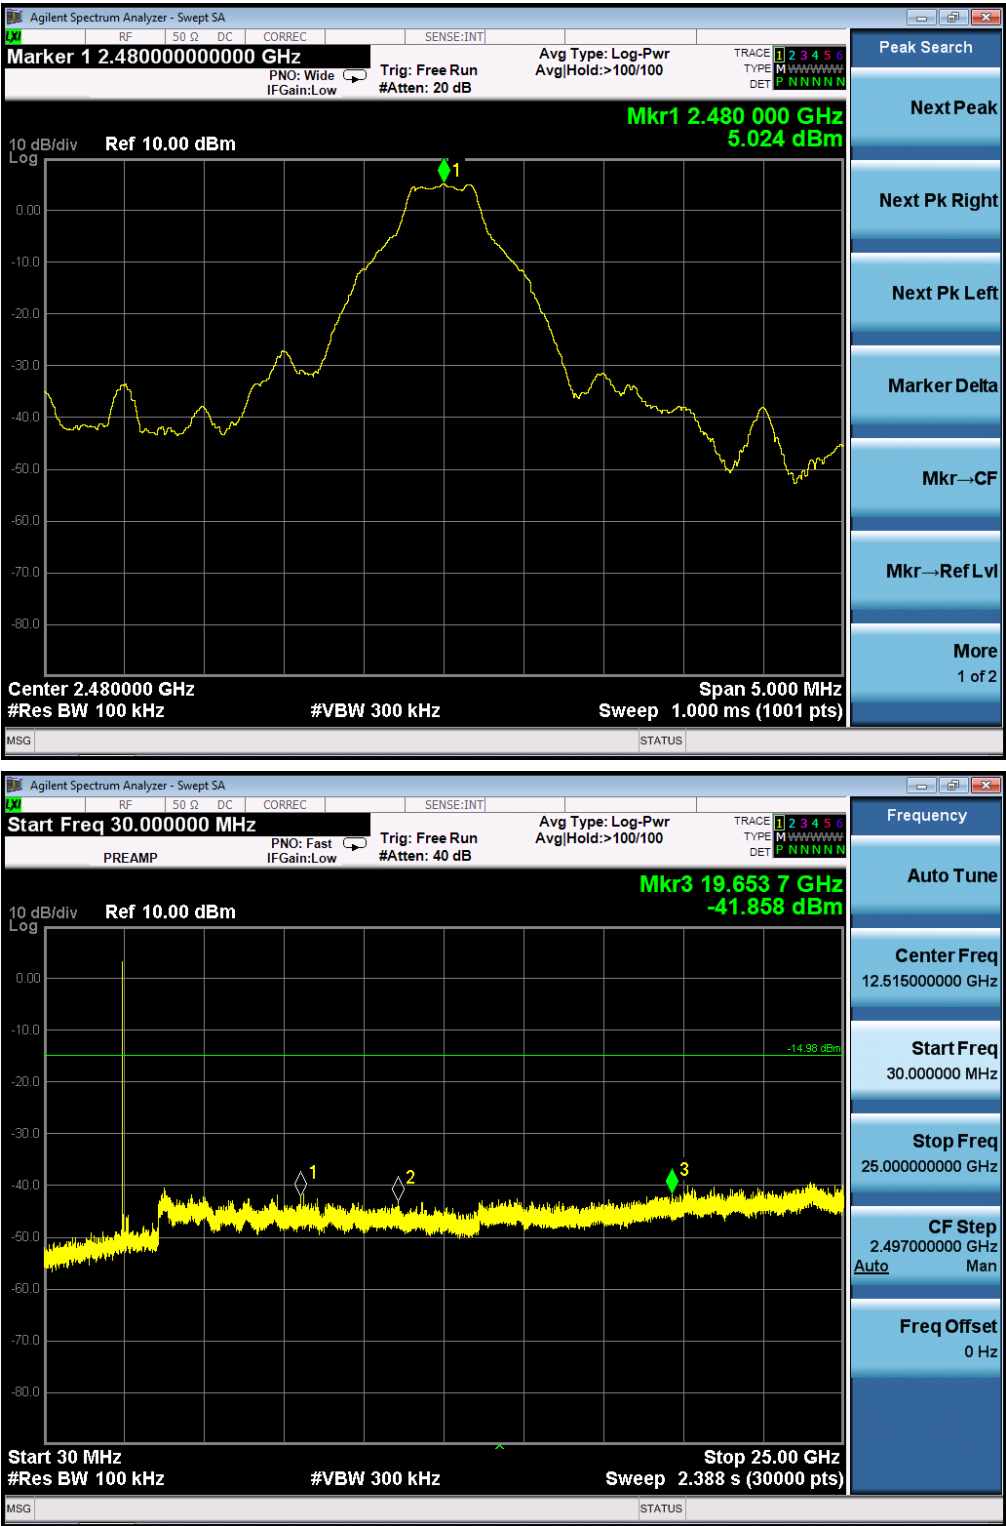 Agilent Spectrum Analyzer - Swept SA
LXI RF 50 Ω DC CORREC SENSE:INT
Marker 1 2.480000000000 GHz
PNO: Wide
IFGain:Low
Trig: Free Run
#Atten: 20 dB
Avg Type: Log-Pwr
Avg|Hold:>100/100
TRACE 1 2 3 4 5 6
TYPE M WWWWW
DET P N N N N N
Mkr1 2.480 000 GHz
5.024 dBm
10 dB/div Ref 10.00 dBm
Log
1
0.00
-10.0
-20.0
-30.0
-40.0
-50.0
-60.0
-70.0
-80.0
Center 2.480000 GHz Span 5.000 MHz
#Res BW 100 kHz #VBW 300 kHz Sweep 1.000 ms (1001 pts)
MSG STATUS
Peak Search
Next Peak
Next Pk Right
Next Pk Left
Marker Delta
Mkr→CF
Mkr→Ref Lvl
More
1 of 2
Agilent Spectrum Analyzer - Swept SA
LXI RF 50 Ω DC CORREC SENSE:INT
Start Freq 30.000000 MHz
PREAMP
PNO: Fast
IFGain:Low
Trig: Free Run
#Atten: 40 dB
Avg Type: Log-Pwr
Avg|Hold:>100/100
TRACE 1 2 3 4 5 6
TYPE M WWWWW
DET P N N N N N
Mkr3 19.653 7 GHz
-41.858 dBm
10 dB/div Ref 10.00 dBm
Log
0.00
-10.0
-14.98 dBm
-20.0
-30.0
1 2 3
-40.0
-50.0
-60.0
-70.0
-80.0
Start 30 MHz Stop 25.00 GHz
#Res BW 100 kHz #VBW 300 kHz Sweep 2.388 s (30000 pts)
MSG STATUS
Frequency
Auto Tune
Center Freq
12.515000000 GHz
Start Freq
30.000000 MHz
Stop Freq
25.000000000 GHz
CF Step
2.497000000 GHz
Auto Man
Freq Offset
0 Hz